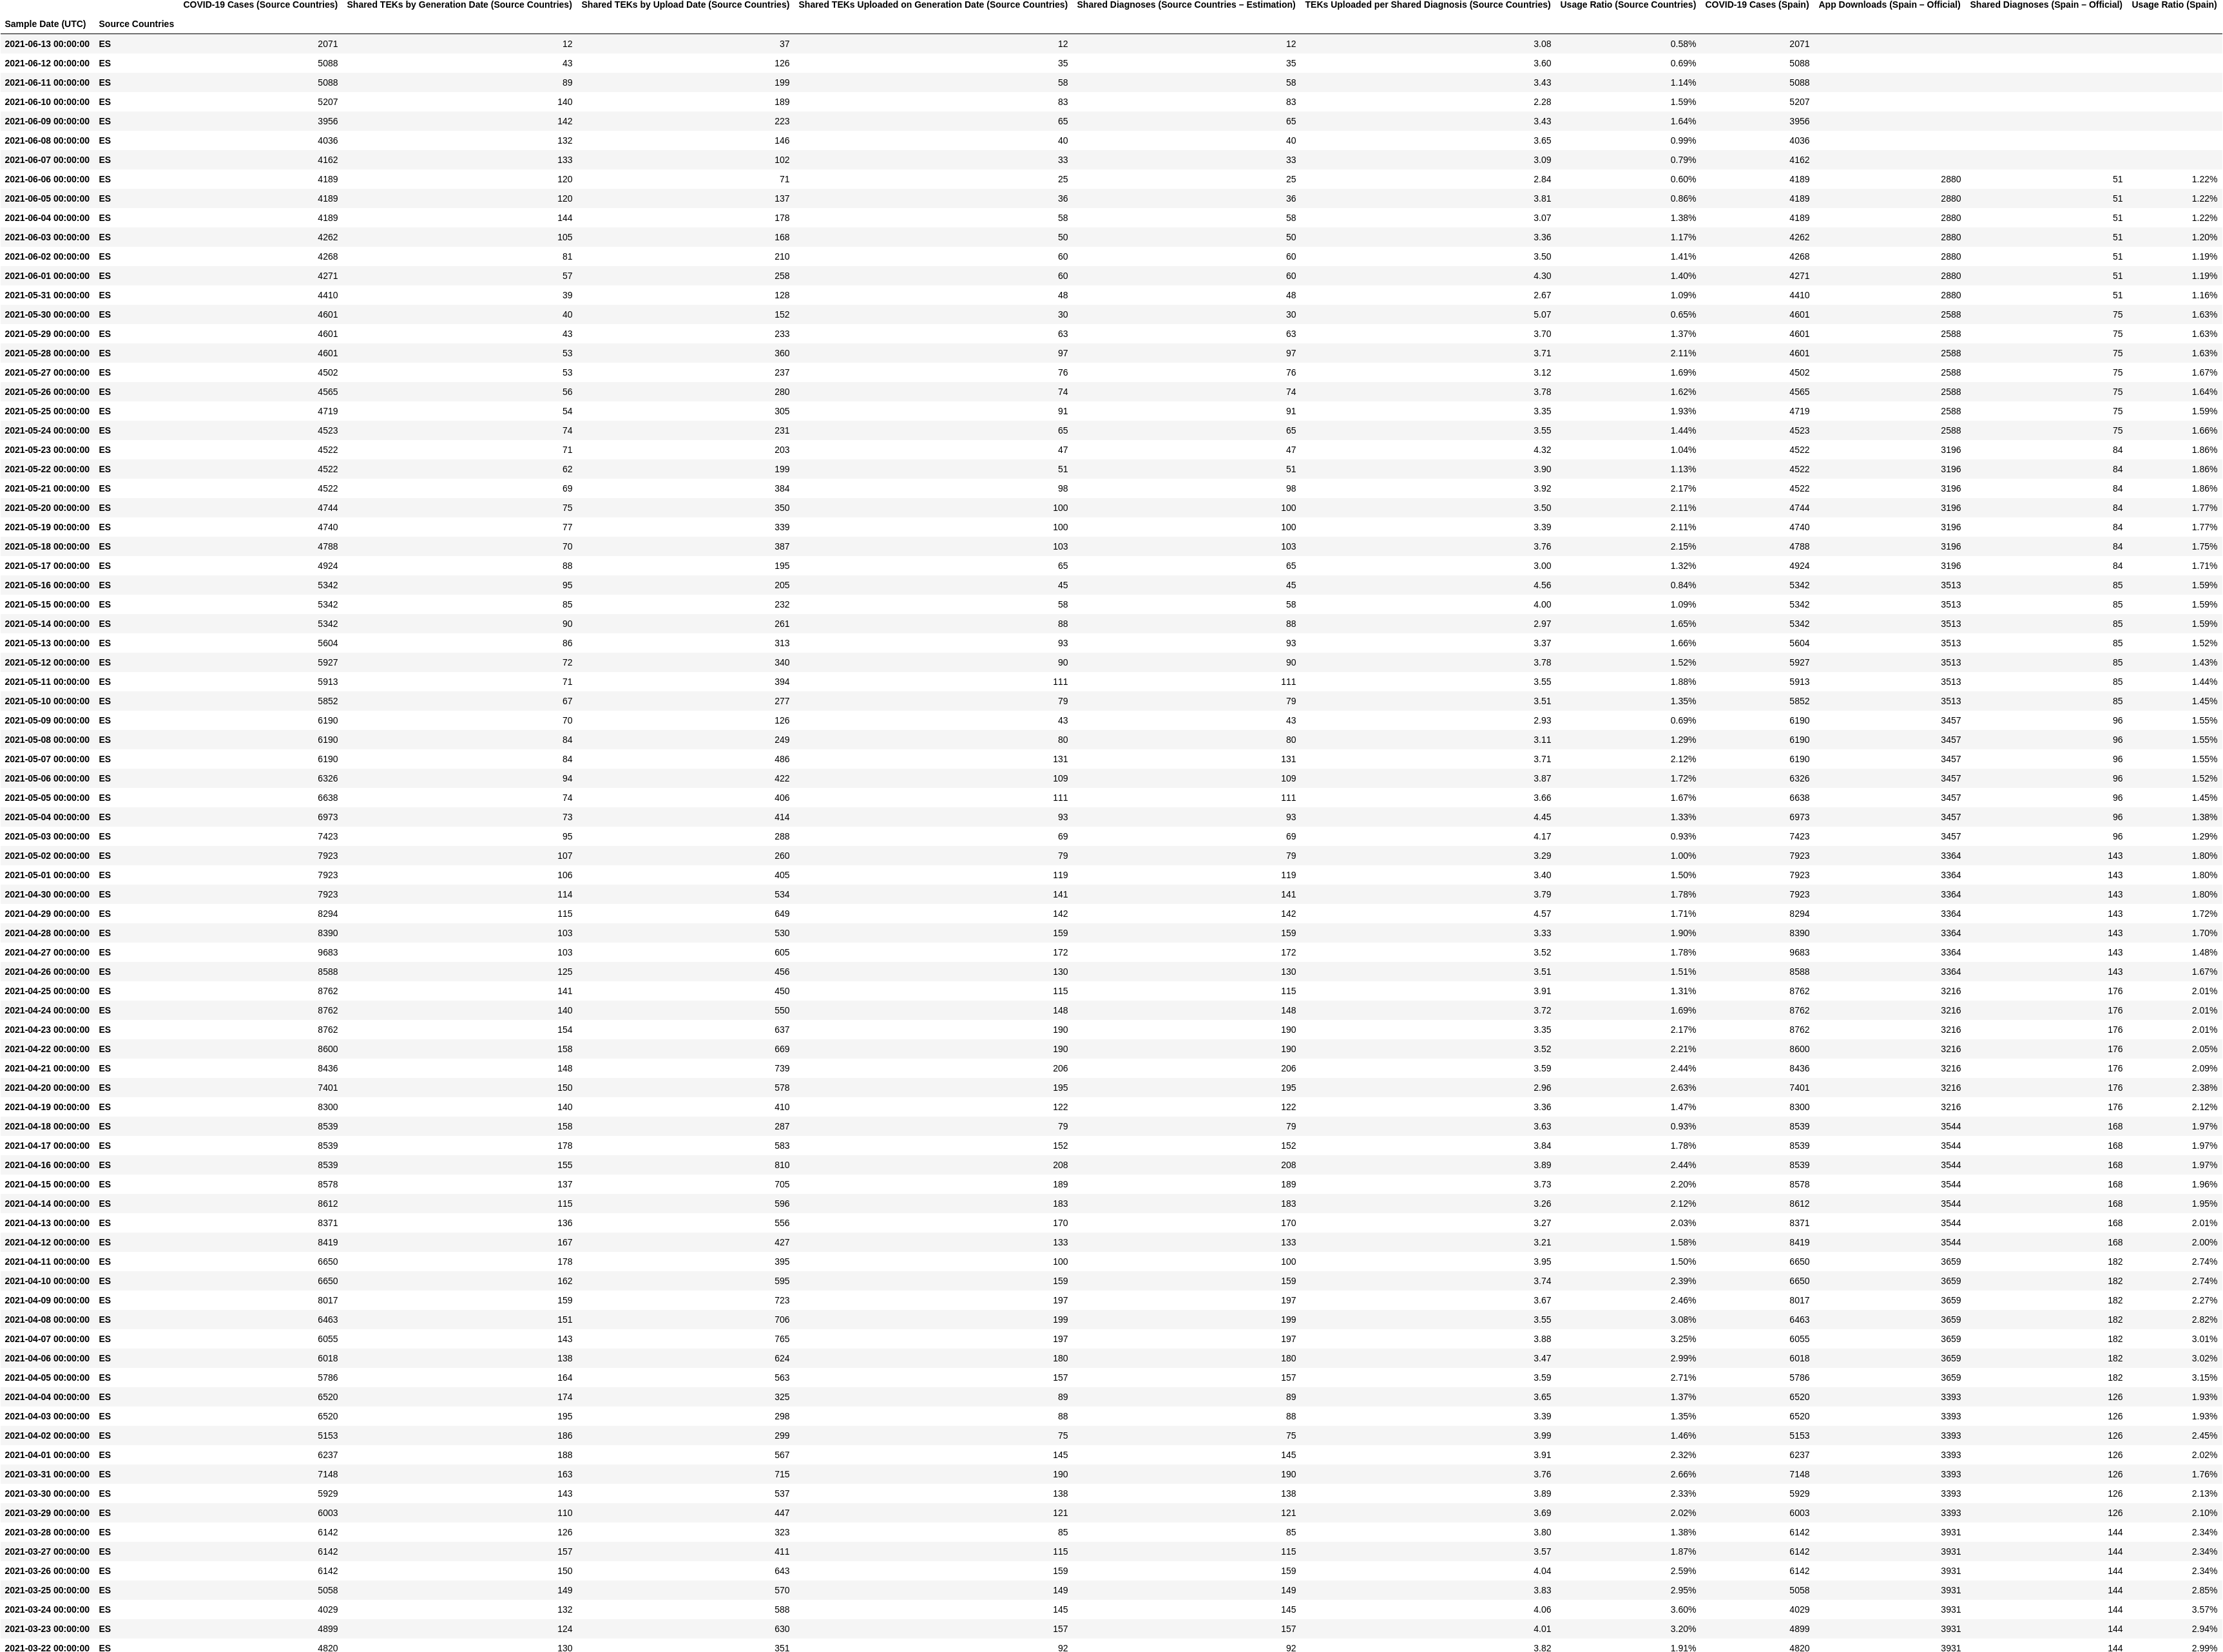 COVID-19 Cases (Source Countries) Shared TEKs by Generation Date (Source Countries) Shared TEKs by Upload Date (Source Countries) Shared TEKs Uploaded on Generation Date (Source Countries) Shared Diagnoses (Source Countries – Estimation) TEKs Uploaded per Shared Diagnosis (Source Countries) Usage Ratio (Source Countries) COVID-19 Cases (Spain) App Downloads (Spain – Official) Shared Diagnoses (Spain – Official) Usage Ratio (Spain)
Sample Date (UTC) Source Countries
2021-06-13 00:00:00 ES 2071 12 37 12 12 3.08 0.58% 2071
2021-06-12 00:00:00 ES 5088 43 126 35 35 3.60 0.69% 5088
2021-06-11 00:00:00 ES 5088 89 199 58 58 3.43 1.14% 5088
2021-06-10 00:00:00 ES 5207 140 189 83 83 2.28 1.59% 5207
2021-06-09 00:00:00 ES 3956 142 223 65 65 3.43 1.64% 3956
2021-06-08 00:00:00 ES 4036 132 146 40 40 3.65 0.99% 4036
2021-06-07 00:00:00 ES 4162 133 102 33 33 3.09 0.79% 4162
2021-06-06 00:00:00 ES 4189 120 71 25 25 2.84 0.60% 4189 2880 51 1.22%
2021-06-05 00:00:00 ES 4189 120 137 36 36 3.81 0.86% 4189 2880 51 1.22%
2021-06-04 00:00:00 ES 4189 144 178 58 58 3.07 1.38% 4189 2880 51 1.22%
2021-06-03 00:00:00 ES 4262 105 168 50 50 3.36 1.17% 4262 2880 51 1.20%
2021-06-02 00:00:00 ES 4268 81 210 60 60 3.50 1.41% 4268 2880 51 1.19%
2021-06-01 00:00:00 ES 4271 57 258 60 60 4.30 1.40% 4271 2880 51 1.19%
2021-05-31 00:00:00 ES 4410 39 128 48 48 2.67 1.09% 4410 2880 51 1.16%
2021-05-30 00:00:00 ES 4601 40 152 30 30 5.07 0.65% 4601 2588 75 1.63%
2021-05-29 00:00:00 ES 4601 43 233 63 63 3.70 1.37% 4601 2588 75 1.63%
2021-05-28 00:00:00 ES 4601 53 360 97 97 3.71 2.11% 4601 2588 75 1.63%
2021-05-27 00:00:00 ES 4502 53 237 76 76 3.12 1.69% 4502 2588 75 1.67%
2021-05-26 00:00:00 ES 4565 56 280 74 74 3.78 1.62% 4565 2588 75 1.64%
2021-05-25 00:00:00 ES 4719 54 305 91 91 3.35 1.93% 4719 2588 75 1.59%
2021-05-24 00:00:00 ES 4523 74 231 65 65 3.55 1.44% 4523 2588 75 1.66%
2021-05-23 00:00:00 ES 4522 71 203 47 47 4.32 1.04% 4522 3196 84 1.86%
2021-05-22 00:00:00 ES 4522 62 199 51 51 3.90 1.13% 4522 3196 84 1.86%
2021-05-21 00:00:00 ES 4522 69 384 98 98 3.92 2.17% 4522 3196 84 1.86%
2021-05-20 00:00:00 ES 4744 75 350 100 100 3.50 2.11% 4744 3196 84 1.77%
2021-05-19 00:00:00 ES 4740 77 339 100 100 3.39 2.11% 4740 3196 84 1.77%
2021-05-18 00:00:00 ES 4788 70 387 103 103 3.76 2.15% 4788 3196 84 1.75%
2021-05-17 00:00:00 ES 4924 88 195 65 65 3.00 1.32% 4924 3196 84 1.71%
2021-05-16 00:00:00 ES 5342 95 205 45 45 4.56 0.84% 5342 3513 85 1.59%
2021-05-15 00:00:00 ES 5342 85 232 58 58 4.00 1.09% 5342 3513 85 1.59%
2021-05-14 00:00:00 ES 5342 90 261 88 88 2.97 1.65% 5342 3513 85 1.59%
2021-05-13 00:00:00 ES 5604 86 313 93 93 3.37 1.66% 5604 3513 85 1.52%
2021-05-12 00:00:00 ES 5927 72 340 90 90 3.78 1.52% 5927 3513 85 1.43%
2021-05-11 00:00:00 ES 5913 71 394 111 111 3.55 1.88% 5913 3513 85 1.44%
2021-05-10 00:00:00 ES 5852 67 277 79 79 3.51 1.35% 5852 3513 85 1.45%
2021-05-09 00:00:00 ES 6190 70 126 43 43 2.93 0.69% 6190 3457 96 1.55%
2021-05-08 00:00:00 ES 6190 84 249 80 80 3.11 1.29% 6190 3457 96 1.55%
2021-05-07 00:00:00 ES 6190 84 486 131 131 3.71 2.12% 6190 3457 96 1.55%
2021-05-06 00:00:00 ES 6326 94 422 109 109 3.87 1.72% 6326 3457 96 1.52%
2021-05-05 00:00:00 ES 6638 74 406 111 111 3.66 1.67% 6638 3457 96 1.45%
2021-05-04 00:00:00 ES 6973 73 414 93 93 4.45 1.33% 6973 3457 96 1.38%
2021-05-03 00:00:00 ES 7423 95 288 69 69 4.17 0.93% 7423 3457 96 1.29%
2021-05-02 00:00:00 ES 7923 107 260 79 79 3.29 1.00% 7923 3364 143 1.80%
2021-05-01 00:00:00 ES 7923 106 405 119 119 3.40 1.50% 7923 3364 143 1.80%
2021-04-30 00:00:00 ES 7923 114 534 141 141 3.79 1.78% 7923 3364 143 1.80%
2021-04-29 00:00:00 ES 8294 115 649 142 142 4.57 1.71% 8294 3364 143 1.72%
2021-04-28 00:00:00 ES 8390 103 530 159 159 3.33 1.90% 8390 3364 143 1.70%
2021-04-27 00:00:00 ES 9683 103 605 172 172 3.52 1.78% 9683 3364 143 1.48%
2021-04-26 00:00:00 ES 8588 125 456 130 130 3.51 1.51% 8588 3364 143 1.67%
2021-04-25 00:00:00 ES 8762 141 450 115 115 3.91 1.31% 8762 3216 176 2.01%
2021-04-24 00:00:00 ES 8762 140 550 148 148 3.72 1.69% 8762 3216 176 2.01%
2021-04-23 00:00:00 ES 8762 154 637 190 190 3.35 2.17% 8762 3216 176 2.01%
2021-04-22 00:00:00 ES 8600 158 669 190 190 3.52 2.21% 8600 3216 176 2.05%
2021-04-21 00:00:00 ES 8436 148 739 206 206 3.59 2.44% 8436 3216 176 2.09%
2021-04-20 00:00:00 ES 7401 150 578 195 195 2.96 2.63% 7401 3216 176 2.38%
2021-04-19 00:00:00 ES 8300 140 410 122 122 3.36 1.47% 8300 3216 176 2.12%
2021-04-18 00:00:00 ES 8539 158 287 79 79 3.63 0.93% 8539 3544 168 1.97%
2021-04-17 00:00:00 ES 8539 178 583 152 152 3.84 1.78% 8539 3544 168 1.97%
2021-04-16 00:00:00 ES 8539 155 810 208 208 3.89 2.44% 8539 3544 168 1.97%
2021-04-15 00:00:00 ES 8578 137 705 189 189 3.73 2.20% 8578 3544 168 1.96%
2021-04-14 00:00:00 ES 8612 115 596 183 183 3.26 2.12% 8612 3544 168 1.95%
2021-04-13 00:00:00 ES 8371 136 556 170 170 3.27 2.03% 8371 3544 168 2.01%
2021-04-12 00:00:00 ES 8419 167 427 133 133 3.21 1.58% 8419 3544 168 2.00%
2021-04-11 00:00:00 ES 6650 178 395 100 100 3.95 1.50% 6650 3659 182 2.74%
2021-04-10 00:00:00 ES 6650 162 595 159 159 3.74 2.39% 6650 3659 182 2.74%
2021-04-09 00:00:00 ES 8017 159 723 197 197 3.67 2.46% 8017 3659 182 2.27%
2021-04-08 00:00:00 ES 6463 151 706 199 199 3.55 3.08% 6463 3659 182 2.82%
2021-04-07 00:00:00 ES 6055 143 765 197 197 3.88 3.25% 6055 3659 182 3.01%
2021-04-06 00:00:00 ES 6018 138 624 180 180 3.47 2.99% 6018 3659 182 3.02%
2021-04-05 00:00:00 ES 5786 164 563 157 157 3.59 2.71% 5786 3659 182 3.15%
2021-04-04 00:00:00 ES 6520 174 325 89 89 3.65 1.37% 6520 3393 126 1.93%
2021-04-03 00:00:00 ES 6520 195 298 88 88 3.39 1.35% 6520 3393 126 1.93%
2021-04-02 00:00:00 ES 5153 186 299 75 75 3.99 1.46% 5153 3393 126 2.45%
2021-04-01 00:00:00 ES 6237 188 567 145 145 3.91 2.32% 6237 3393 126 2.02%
2021-03-31 00:00:00 ES 7148 163 715 190 190 3.76 2.66% 7148 3393 126 1.76%
2021-03-30 00:00:00 ES 5929 143 537 138 138 3.89 2.33% 5929 3393 126 2.13%
2021-03-29 00:00:00 ES 6003 110 447 121 121 3.69 2.02% 6003 3393 126 2.10%
2021-03-28 00:00:00 ES 6142 126 323 85 85 3.80 1.38% 6142 3931 144 2.34%
2021-03-27 00:00:00 ES 6142 157 411 115 115 3.57 1.87% 6142 3931 144 2.34%
2021-03-26 00:00:00 ES 6142 150 643 159 159 4.04 2.59% 6142 3931 144 2.34%
2021-03-25 00:00:00 ES 5058 149 570 149 149 3.83 2.95% 5058 3931 144 2.85%
2021-03-24 00:00:00 ES 4029 132 588 145 145 4.06 3.60% 4029 3931 144 3.57%
2021-03-23 00:00:00 ES 4899 124 630 157 157 4.01 3.20% 4899 3931 144 2.94%
2021-03-22 00:00:00 ES 4820 130 351 92 92 3.82 1.91% 4820 3931 144 2.99%